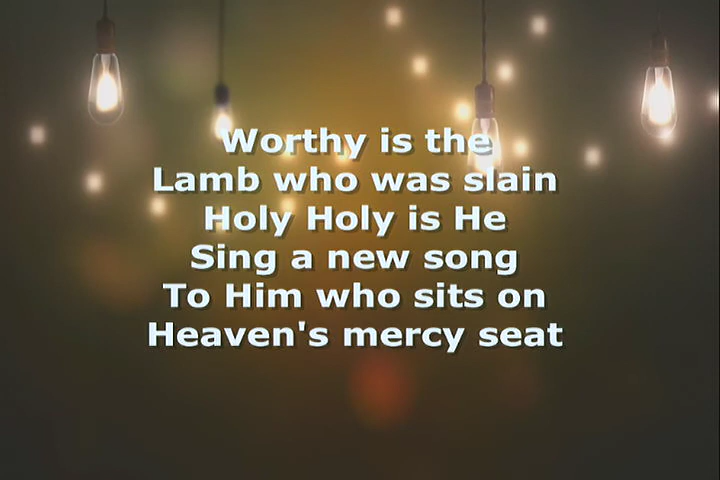 Worthy is the
Lamb who was slain
Holy Holy is He
Sing a new song
To Him who sits on
Heaven's mercy seat